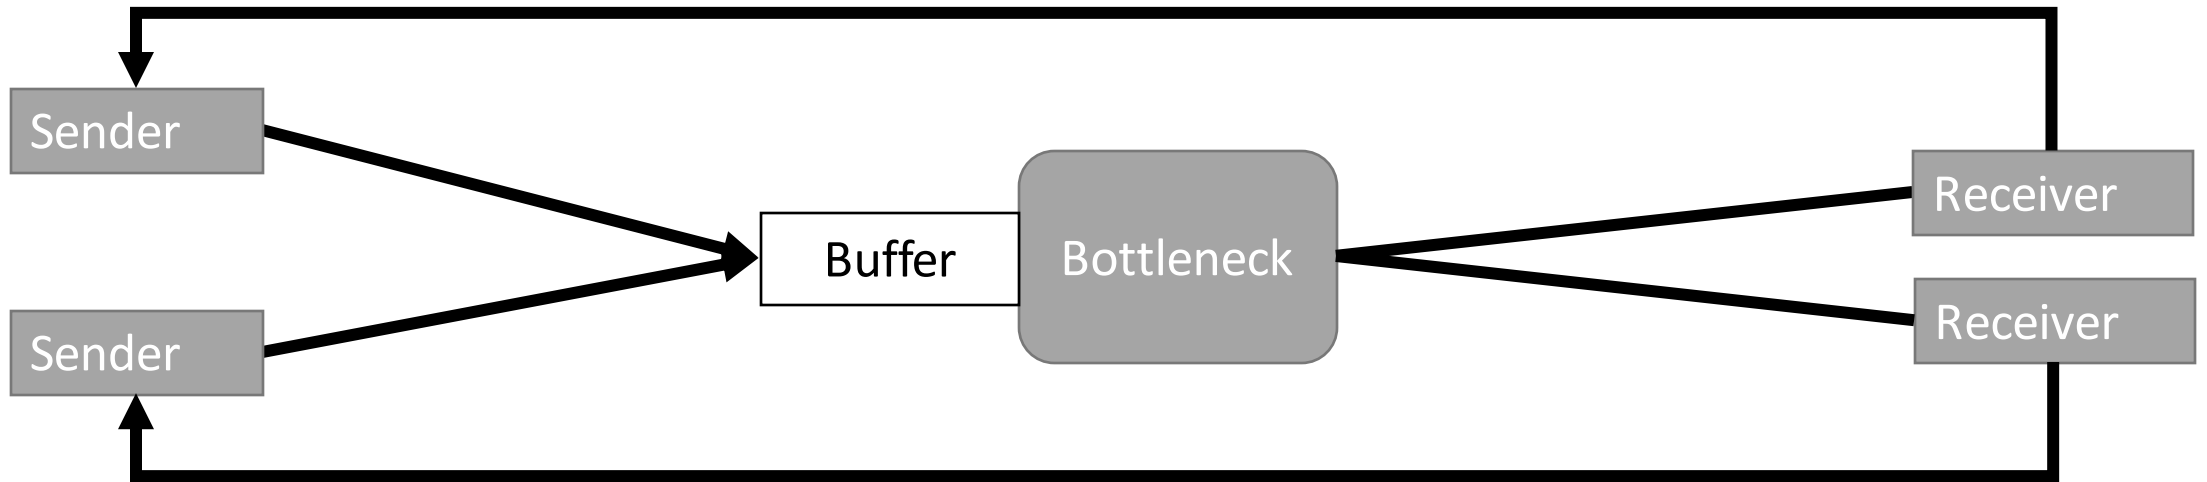 Sender
Sender
Buffer
Bottleneck
Receiver
Receiver